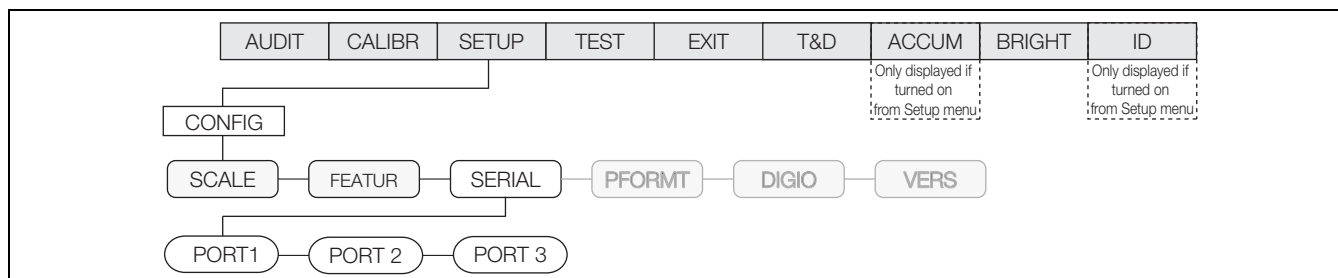 AUDIT CALIBR SETUP TEST EXIT T&D ACCUM BRIGHT ID
Only displayed if
turned on
from Setup menu
Only displayed if
turned on
from Setup menu
CONFIG
SCALE FEATUR SERIAL PFORMT DIGIO VERS
PORT1 PORT 2 PORT 3